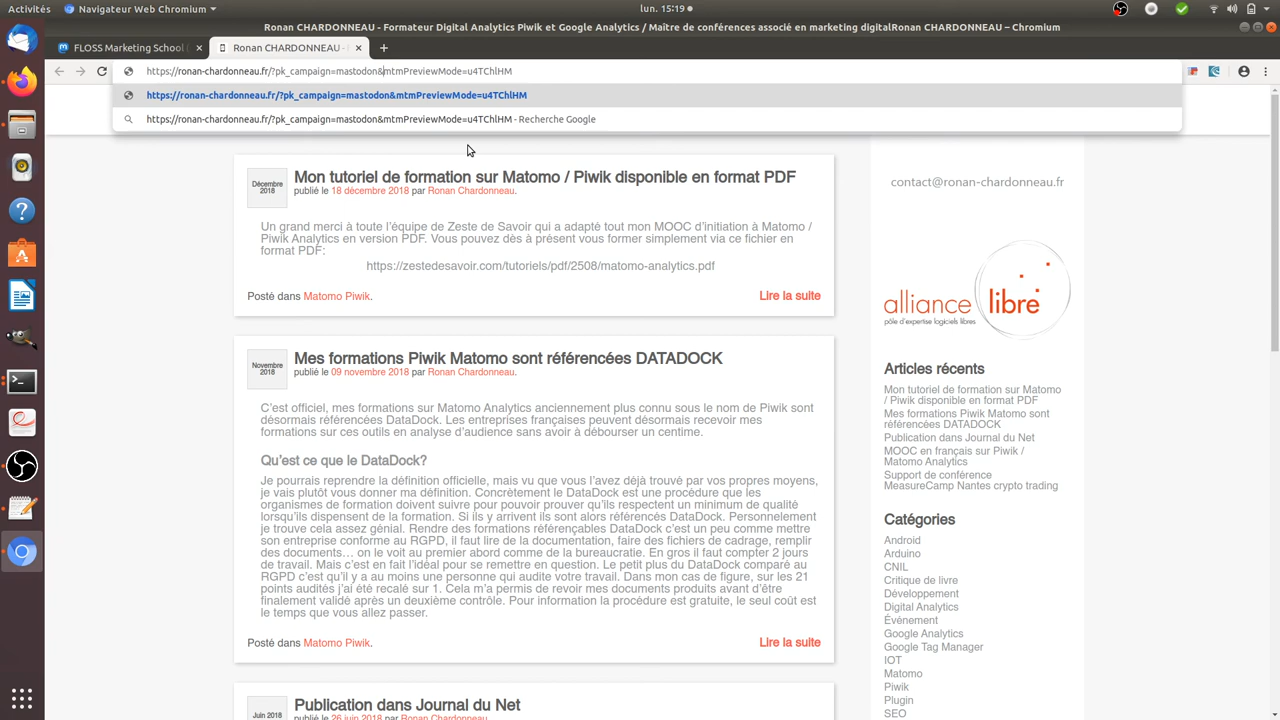 Activités
Chromium Web Browser
lun. 15:19
Ronan CHARDONNEAU - Formateur Digital Analytics Piwik et Google Analytics / Maître de conférences associé en marketing digitalRonan CHARDONNEAU – Chromium
FLOSS Marketing School (
Ronan CHARDONNEAU -
https://ronan-chardonneau.fr/?pk_campaign=mastodon&mtmPreviewMode=u4TChlHM
https://ronan-chardonneau.fr/?pk_campaign=mastodon&mtmPreviewMode=u4TChlHM
https://ronan-chardonneau.fr/?pk_campaign=mastodon&mtmPreviewMode=u4TChlHM - Recherche Google
Décembre
2018
Mon tutoriel de formation sur Matomo / Piwik disponible en format PDF
publié le 18 décembre 2018 par Ronan Chardonneau.
Un grand merci à toute l'équipe de Zeste de Savoir qui a adapté tout mon MOOC d'initiation à Matomo /
Piwik Analytics en version PDF. Vous pouvez dès à présent vous former simplement via ce fichier en
format PDF:
https://zestedesavoir.com/tutoriels/pdf/2508/matomo-analytics.pdf
Posté dans Matomo Piwik.
Lire la suite
Novembre
2018
Mes formations Piwik Matomo sont référencées DATADOCK
publié le 09 novembre 2018 par Ronan Chardonneau.
C'est officiel, mes formations sur Matomo Analytics anciennement plus connu sous le nom de Piwik sont
désormais référencées DataDock. Les entreprises françaises peuvent désormais recevoir mes
formations sur ces outils en analyse d'audience sans avoir à débourser un centime.
Qu'est ce que le DataDock?
Je pourrais reprendre la définition officielle, mais vu que vous l'avez déjà trouvé par vos propres moyens,
je vais plutôt vous donner ma définition. Concrètement le DataDock est une procédure que les
organismes de formation doivent suivre pour pouvoir prouver qu'ils respectent un minimum de qualité
lorsqu'ils dispensent de la formation. Si ils y arrivent ils sont alors référencés DataDock. Personnelement
je trouve cela assez génial. Rendre des formations référençables DataDock c'est un peu comme mettre
son entreprise conforme au RGPD, il faut lire de la documentation, faire des fichiers de cadrage, remplir
des documents… on le voit au premier abord comme de la bureaucratie. En gros il faut compter 2 jours
de travail. Mais c'est en fait l'idéal pour se remettre en question. Le petit plus du DataDock comparé au
RGPD c'est qu'il y a au moins une personne qui audite votre travail. Dans mon cas de figure, sur les 21
points audités j'ai été recalé sur 1. Cela m'a permis de revoir mes documents produits avant d'être
finalement validé après un deuxième contrôle. Pour information la procédure est gratuite, le seul coût est
le temps que vous allez passer.
Posté dans Matomo Piwik.
Lire la suite
Juin 2018
Publication dans Journal du Net
publié le 26 juin 2018 par Ronan Chardonneau.
contact@ronan-chardonneau.fr
alliance libre
pôle d'expertise logiciels libres
Articles récents
Mon tutoriel de formation sur Matomo
/ Piwik disponible en format PDF
Mes formations Piwik Matomo sont
référencées DATADOCK
Publication dans Journal du Net
MOOC en français sur Piwik /
Matomo Analytics
Support de conférence
MeasureCamp Nantes crypto trading
Catégories
Android
Arduino
CNIL
Critique de livre
Développement
Digital Analytics
Événement
Google Analytics
Google Tag Manager
IOT
Matomo
Piwik
Plugin
SEO